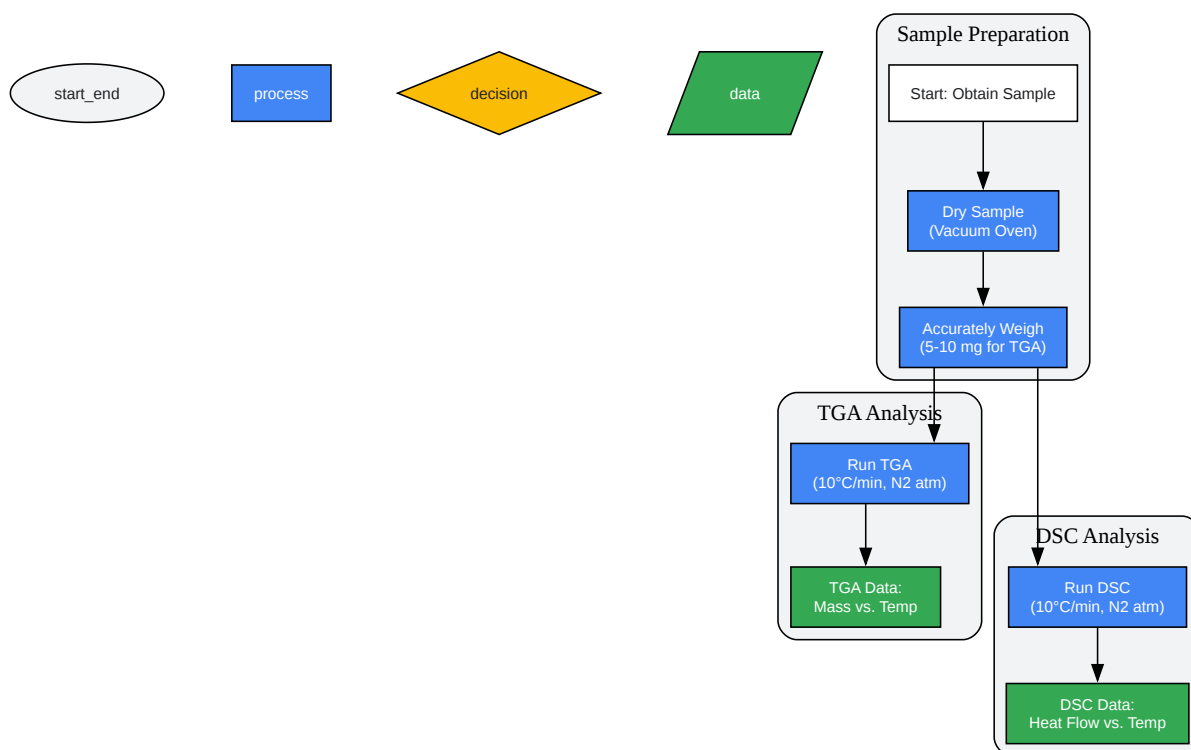 start_end
process
decision
data
Sample Preparation
Start: Obtain Sample
Dry Sample
(Vacuum Oven)
Accurately Weigh
(5-10 mg for TGA)
TGA Analysis
Run TGA
(10°C/min, N2 atm)
TGA Data:
Mass vs. Temp
DSC Analysis
Run DSC
(10°C/min, N2 atm)
DSC Data:
Heat Flow vs. Temp